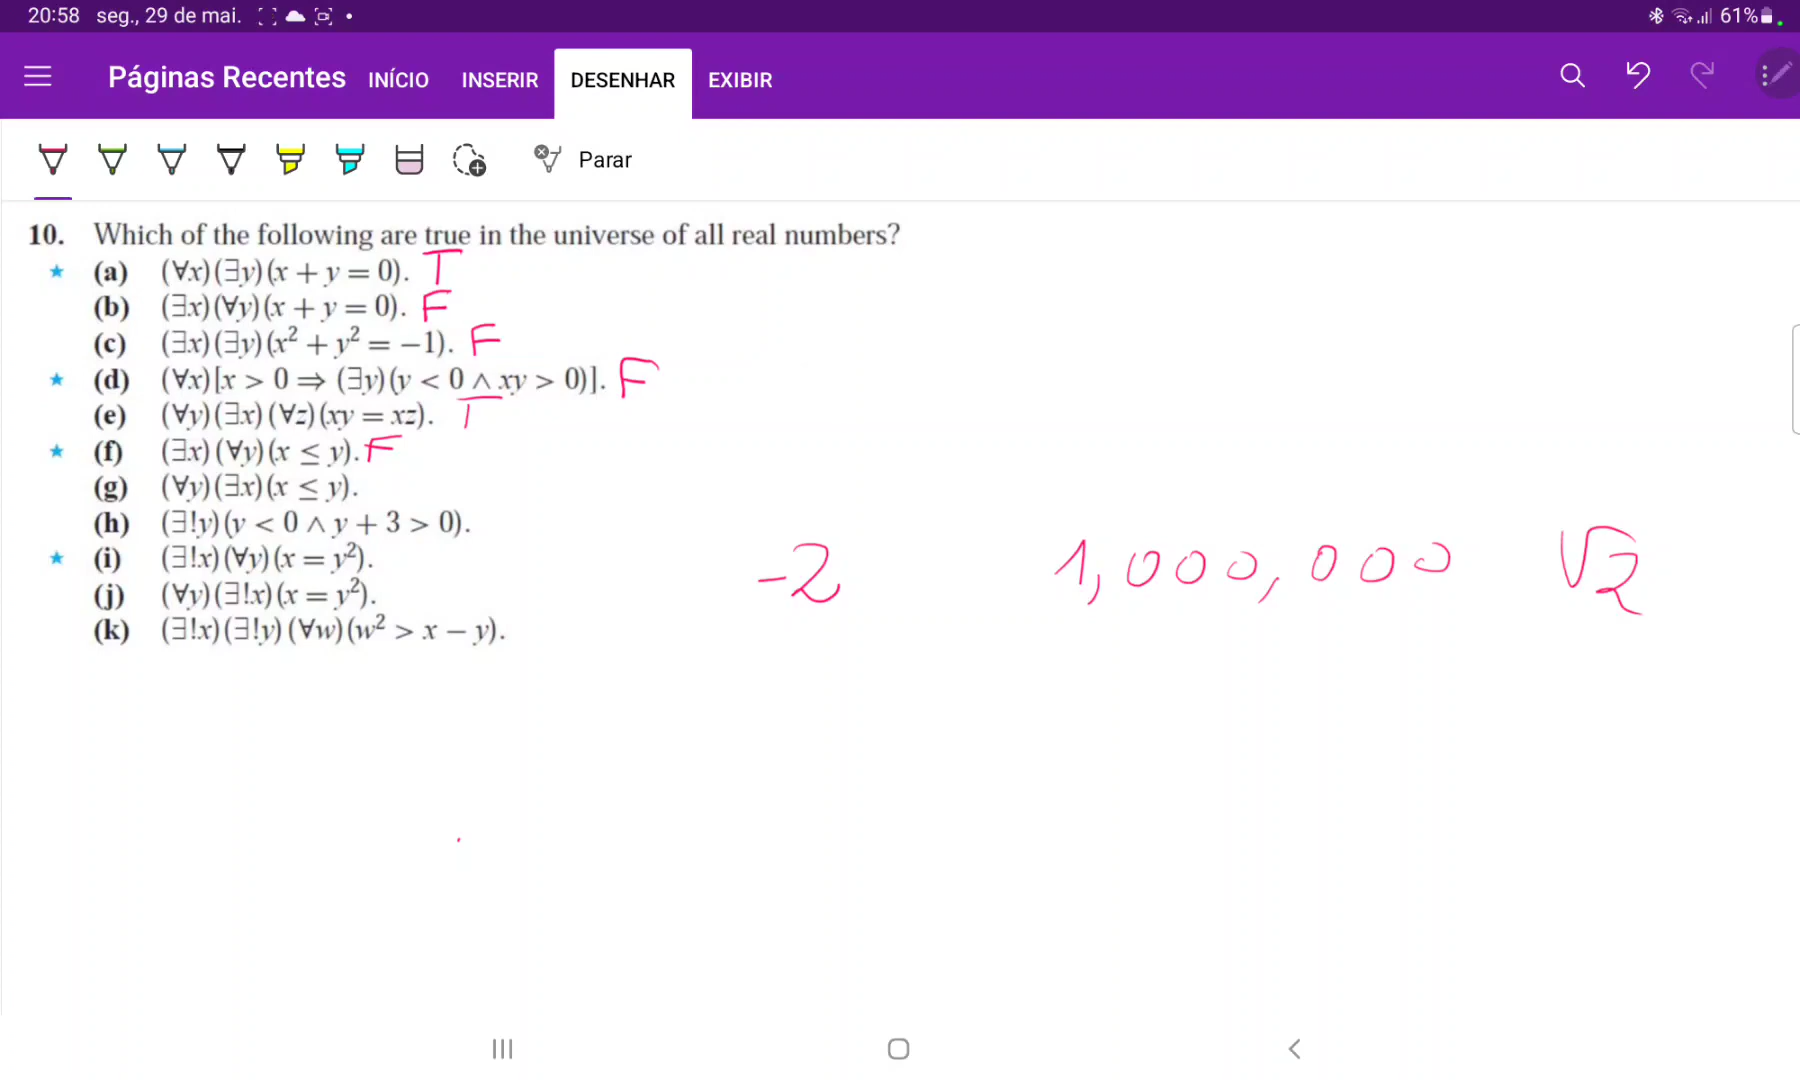 20:58 seg., 29 de mai. 61%
Páginas Recentes INÍCIO INSERIR DESENHAR EXIBIR
Parar
10. Which of the following are true in the universe of all real numbers?
★ (a) (∀x)(∃y)(x + y = 0). T
(b) (∃x)(∀y)(x + y = 0). F
(c) (∃x)(∃y)(x² + y² = −1). F
★ (d) (∀x)[x > 0 ⇒ (∃y)(y < 0 ∧ xy > 0)]. F
(e) (∀y)(∃x)(∀z)(xy = xz). T
★ (f) (∃x)(∀y)(x ≤ y). F
(g) (∀y)(∃x)(x ≤ y).
(h) (∃!y)(y < 0 ∧ y + 3 > 0).
★ (i) (∃!x)(∀y)(x = y²).
(j) (∀y)(∃!x)(x = y²).
(k) (∃!x)(∃!y)(∀w)(w² > x − y).
-2 1,000,000 √2